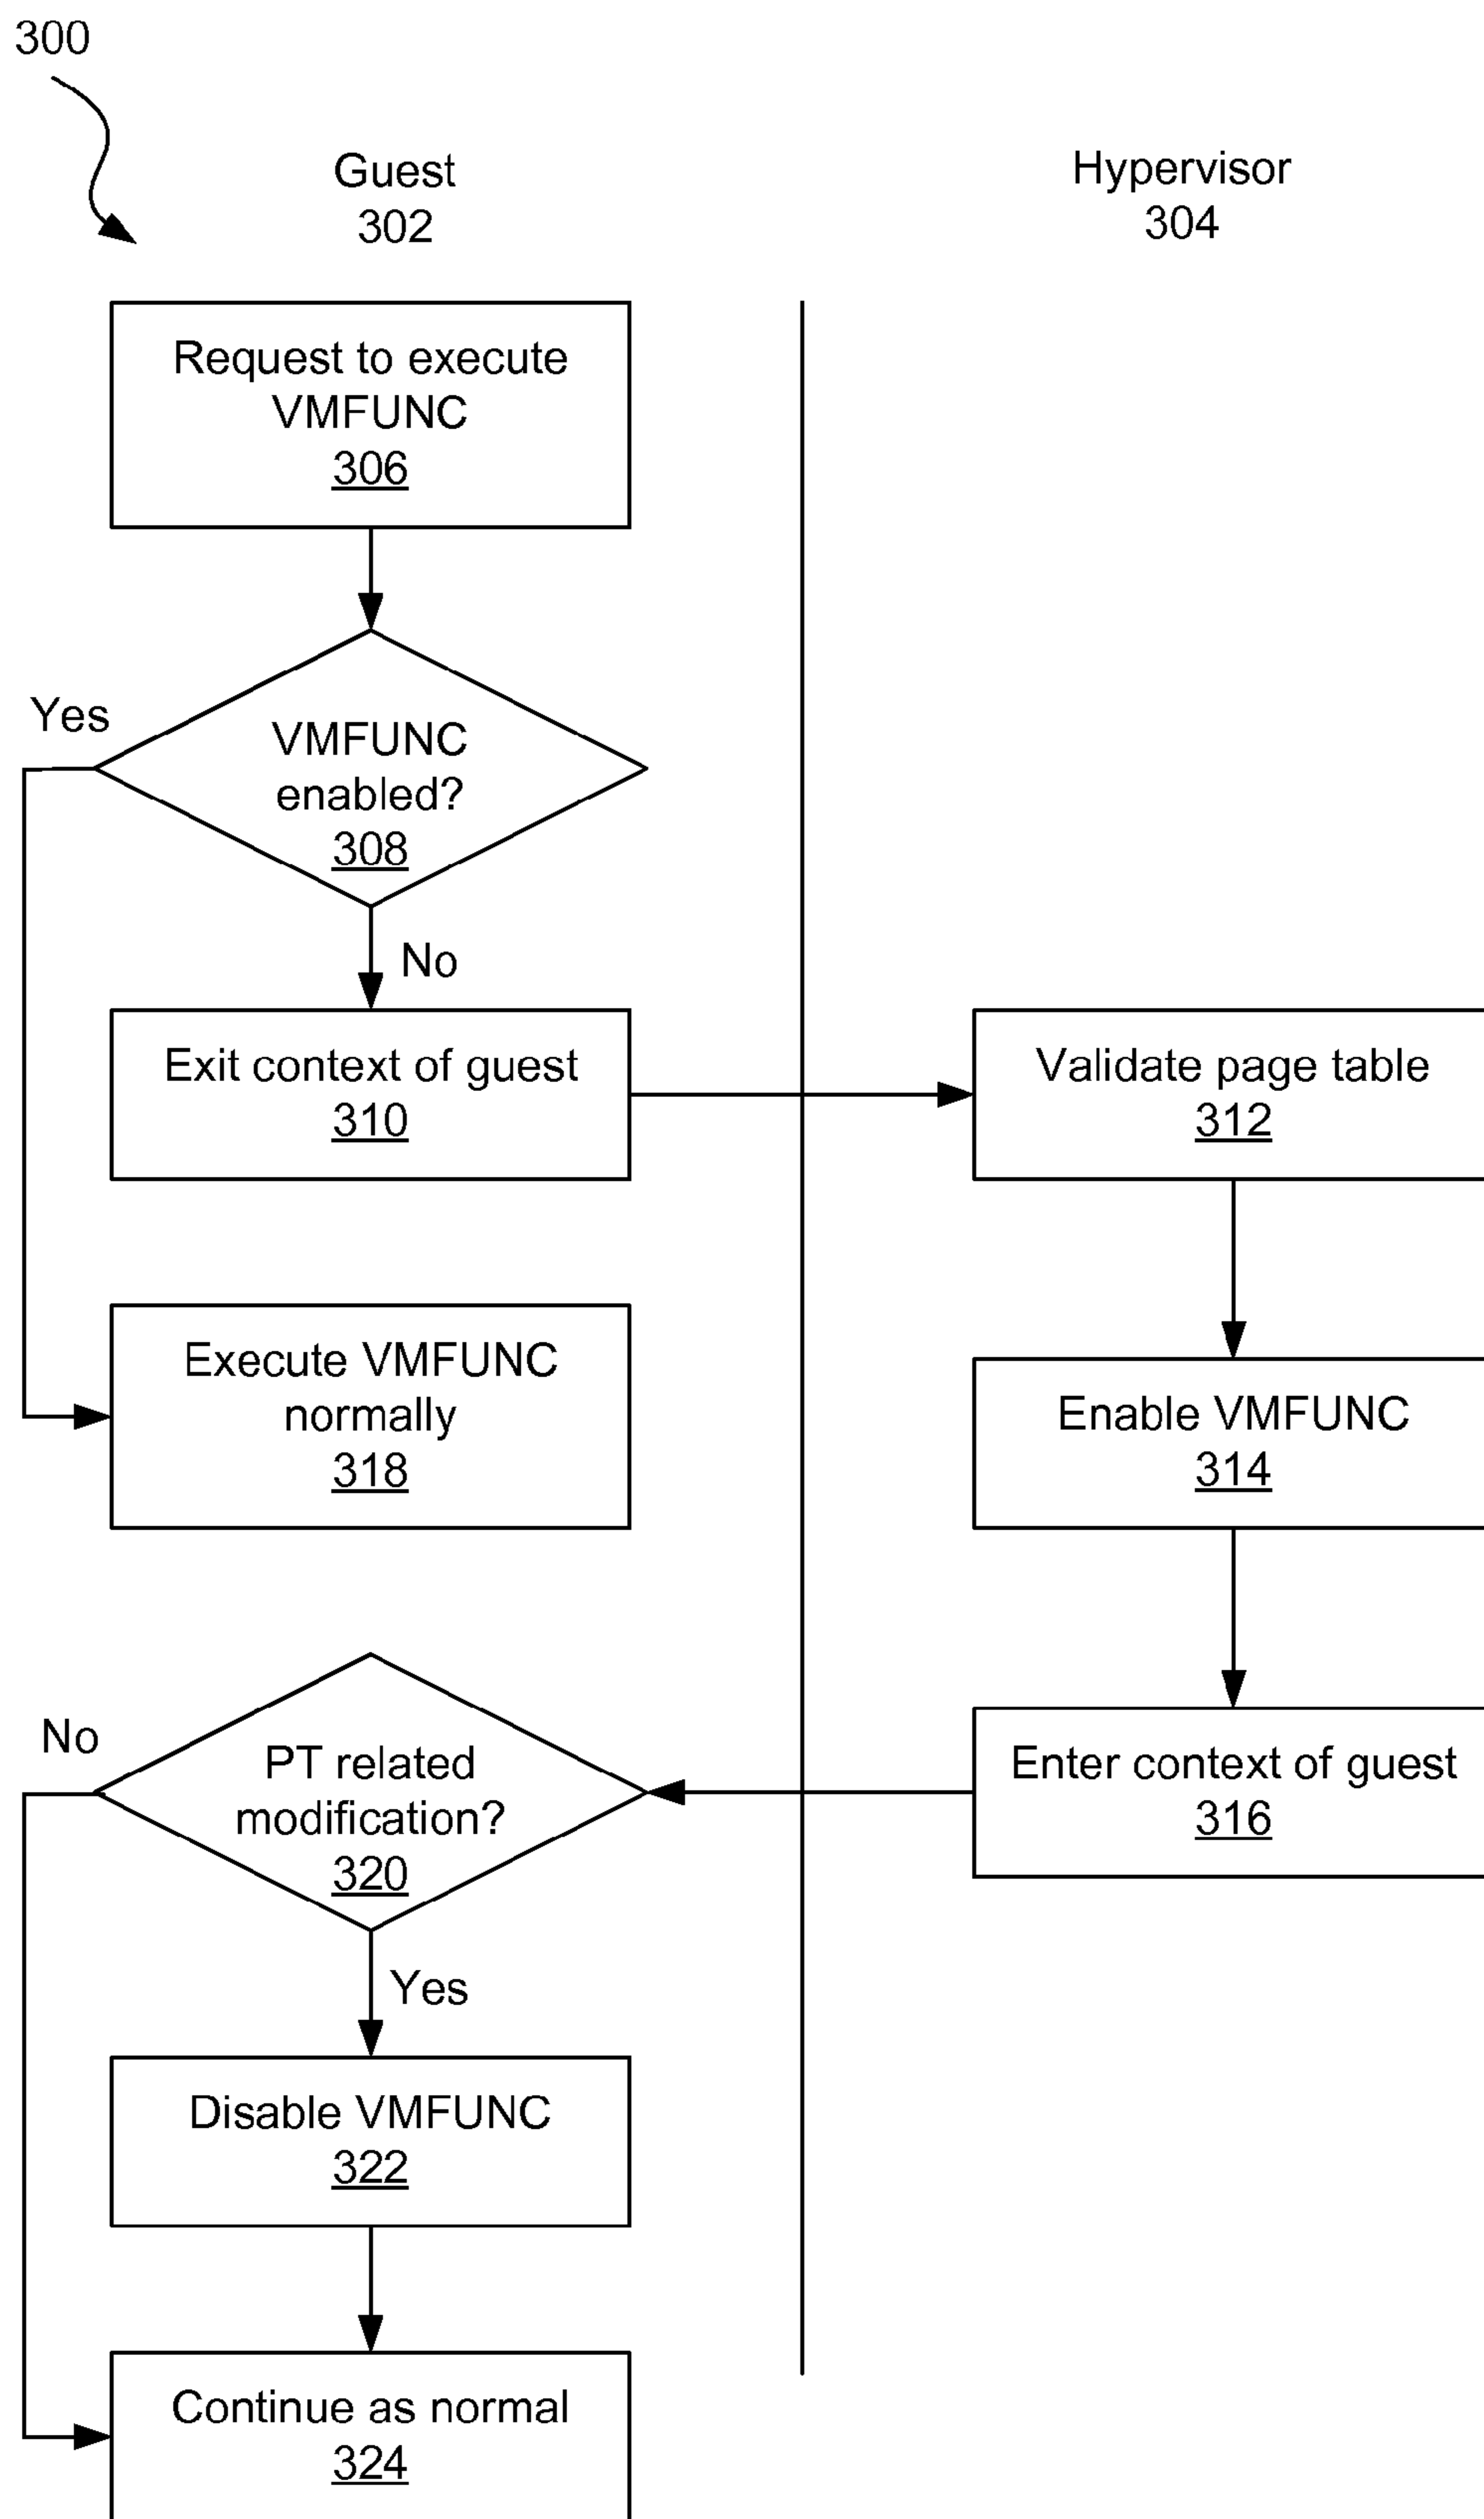 300
Guest
302
Hypervisor
304
Request to execute
VMFUNC
306
Yes
VMFUNC
enabled?
308
No
Exit context of guest
310
Validate page table
312
Execute VMFUNC
normally
318
Enable VMFUNC
314
No
PT related
modification?
320
Enter context of guest
316
Yes
Disable VMFUNC
322
Continue as normal
324